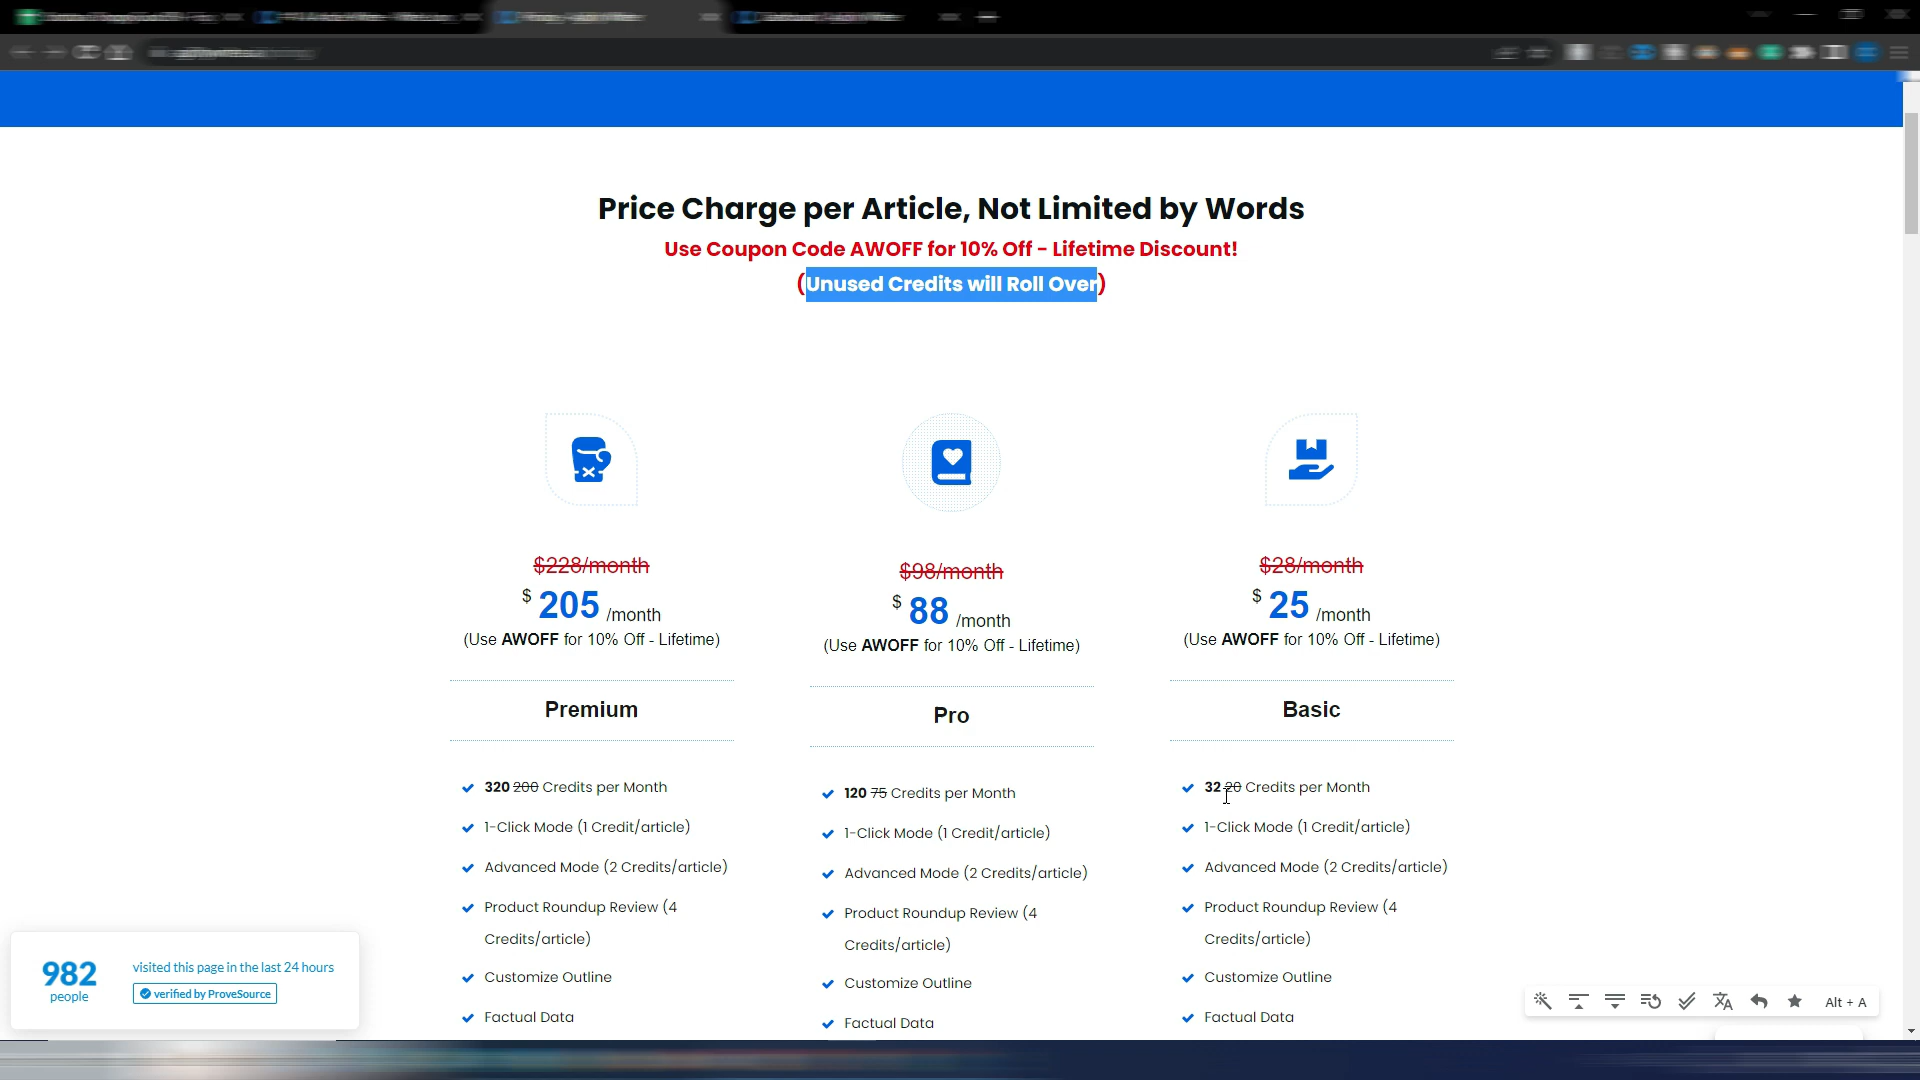 Price Charge per Article, Not Limited by Words
Use Coupon Code AWOFF for 10% Off - Lifetime Discount!
(Unused Credits will Roll Over)
$228/month
$ 205 /month
(Use AWOFF for 10% Off - Lifetime)
Premium
320 200 Credits per Month
1-Click Mode (1 Credit/article)
Advanced Mode (2 Credits/article)
Product Roundup Review (4
Credits/article)
Customize Outline
Factual Data
$98/month
$ 88 /month
(Use AWOFF for 10% Off - Lifetime)
Pro
120 75 Credits per Month
1-Click Mode (1 Credit/article)
Advanced Mode (2 Credits/article)
Product Roundup Review (4
Credits/article)
Customize Outline
Factual Data
$28/month
$ 25 /month
(Use AWOFF for 10% Off - Lifetime)
Basic
32 20 Credits per Month
1-Click Mode (1 Credit/article)
Advanced Mode (2 Credits/article)
Product Roundup Review (4
Credits/article)
Customize Outline
Factual Data
982
people
visited this page in the last 24 hours
verified by ProveSource
Alt + A